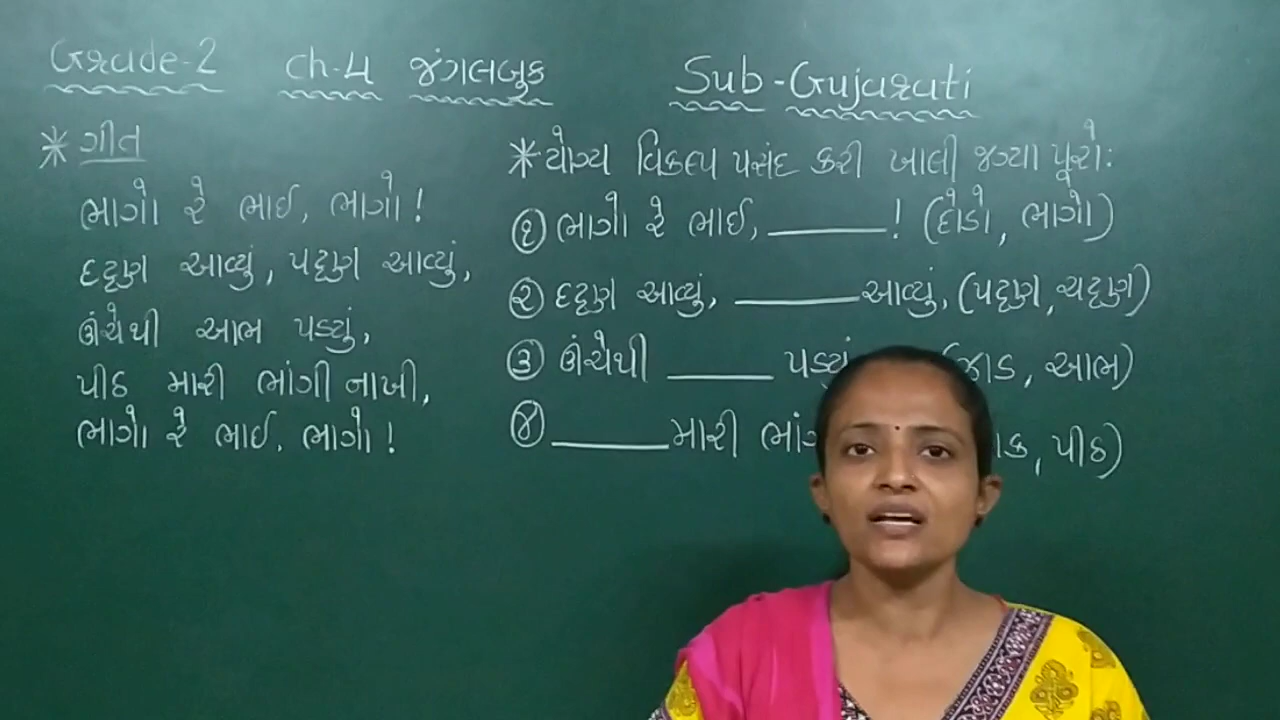 Grade-2 ch-4 જંગલબુક Sub-Gujarati
* ગીત
ભાગો રે ભાઈ, ભાગો!
દદૃણ આવ્યું, પદૃણ આવ્યું,
ઊંચેથી આભ પડ્યું,
પીઠ મારી ભાંગી નાખી,
ભાગો રે ભાઈ, ભાગો!
* યોગ્ય વિકલ્પ પસંદ કરી ખાલી જગ્યા પૂરો:
૧ ભાગો રે ભાઈ, ______! (દોડો, ભાગો)
૨ દદૃણ આવ્યું, ______ આવ્યું, (પદૃણ, ચદૃણ)
૩ ઊંચેથી ______ પડ્યું (ઝાડ, આભ)
૪ ______ મારી પીઠ)